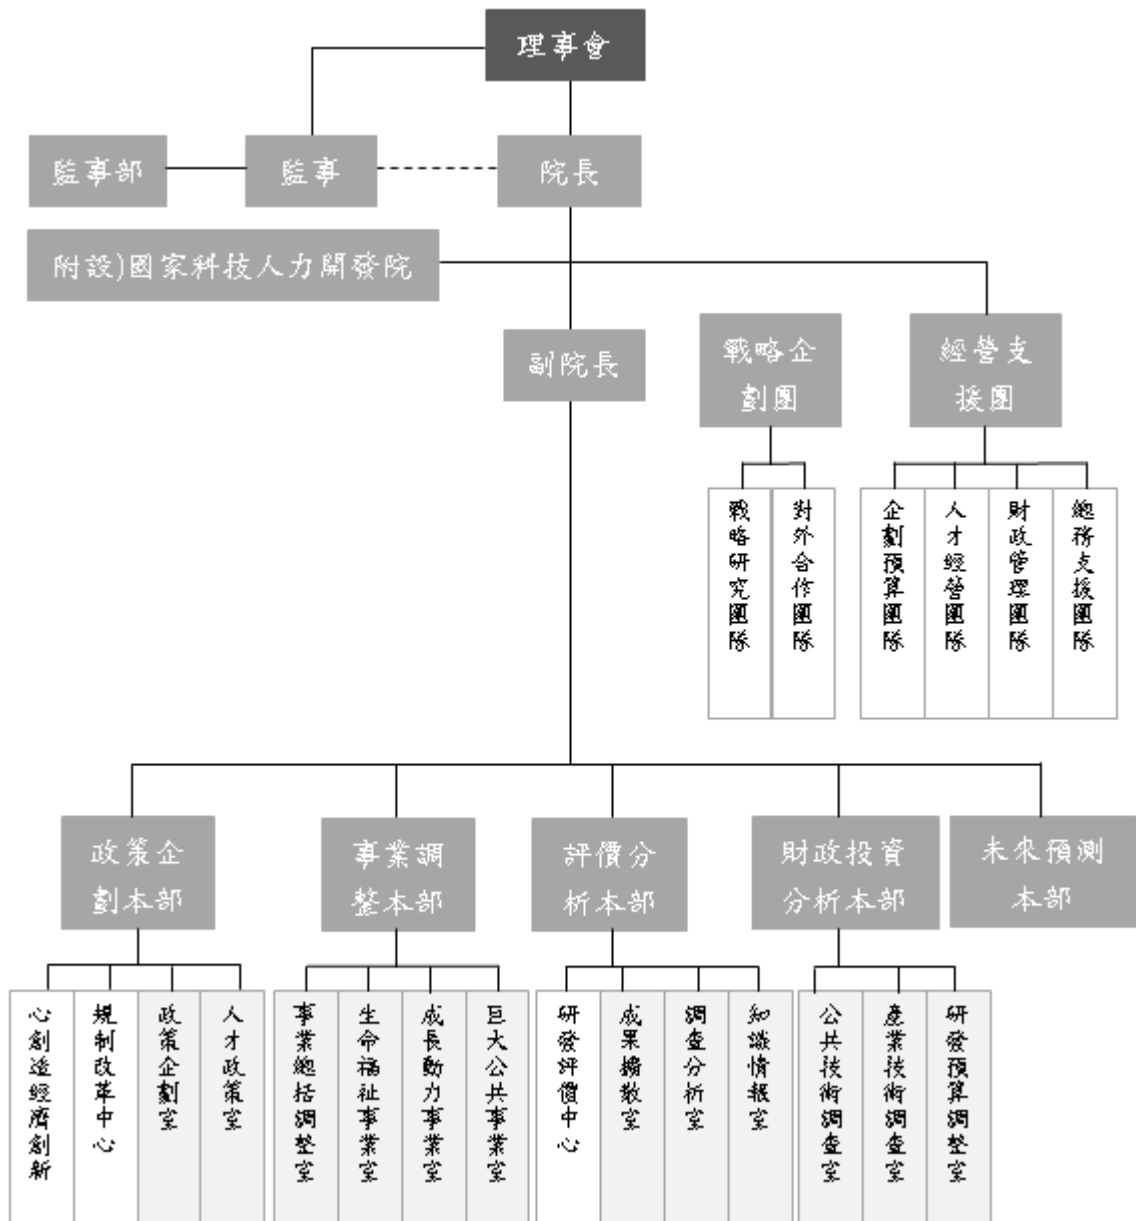 理事會
監事部
監事
院長
附設)國家科技人力開發院
副院長
戰略企
劃團
經營支
援團
戰略研究團隊
對外合作團隊
企劃預算團隊
人才經營團隊
財政管理團隊
總務支援團隊
政策企
劃本部
事業調
整本部
評價分
析本部
財政投資
分析本部
未來預測
本部
心創造經濟創新
規制改革中心
政策企劃室
人才政策室
事業總括調整室
生命福祉事業室
成長動力事業室
巨大公共事業室
研發評價中心
成果擴散室
調查分析室
知識情報室
公共技術調查室
產業技術調查室
研發預算調整室